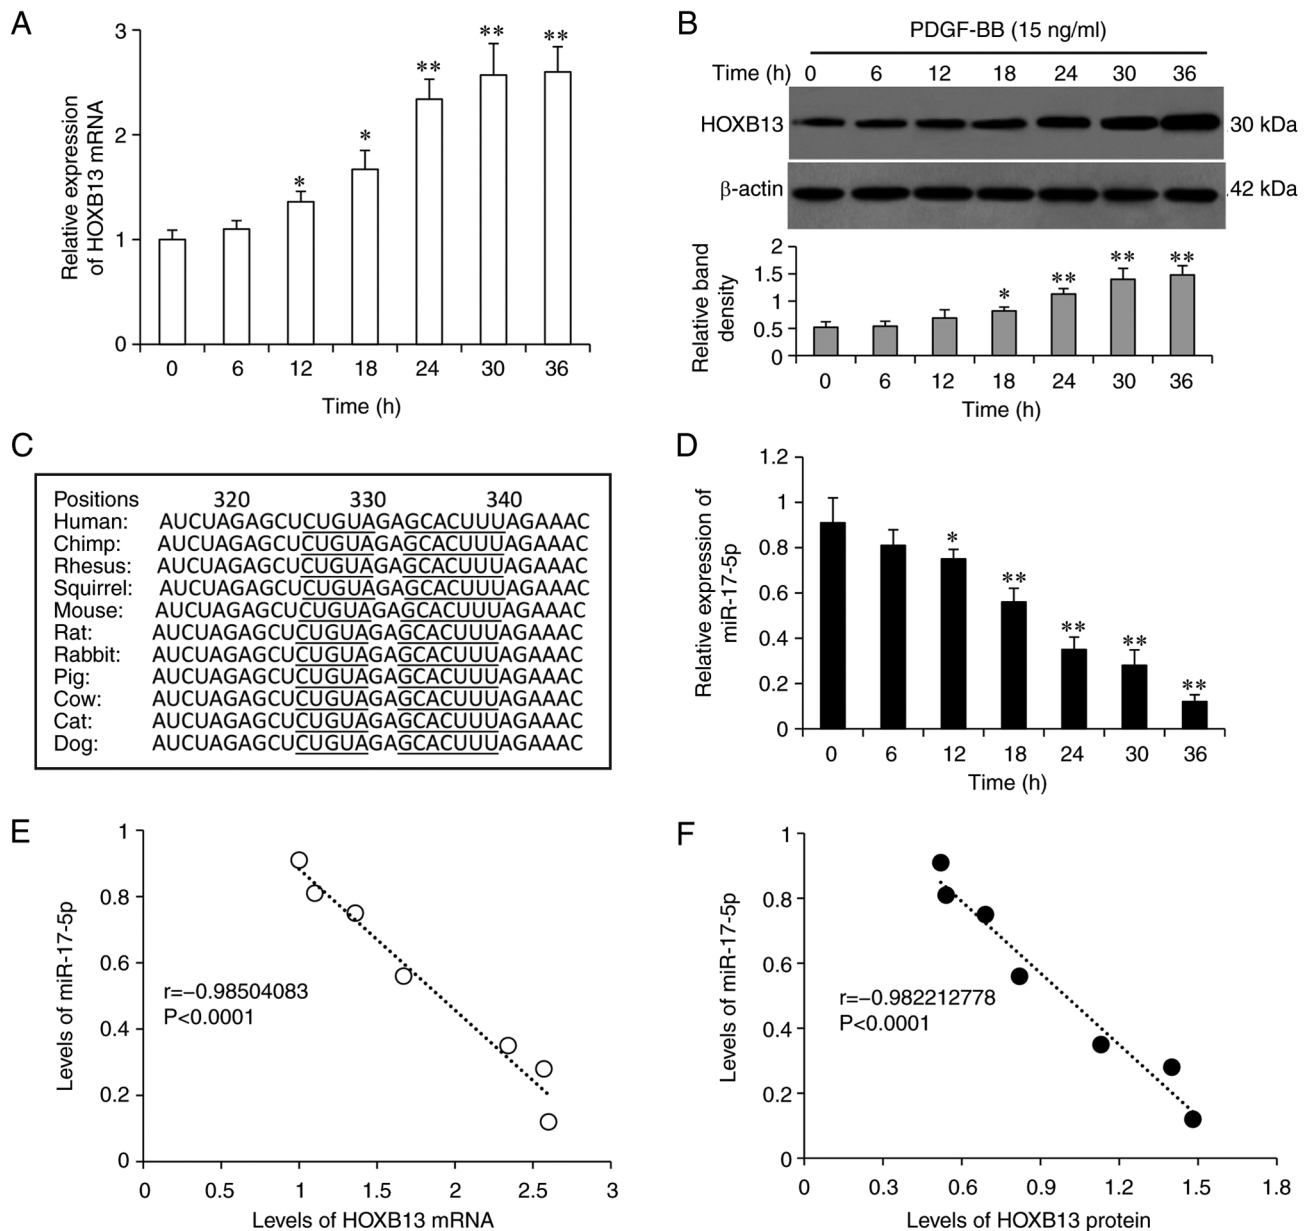 A
Relative expression
of HOXB13 mRNA
3
2
1
0
*
*
**
**
**
0 6 12 18 24 30 36
Time (h)
B
PDGF-BB (15 ng/ml)
Time (h) 0 6 12 18 24 30 36
HOXB13 30 kDa
β-actin 42 kDa
Relative band
density
2
1.5
1
0.5
0
*
**
**
**
0 6 12 18 24 30 36
Time (h)
C
Positions 320 330 340
Human: AUCUAGAGCUCUGUAGAGCACUUUAGAAAC
Chimp: AUCUAGAGCUCUGUAGAGCACUUUAGAAAC
Rhesus: AUCUAGAGCUCUGUAGAGCACUUUAGAAAC
Squirrel: AUCUAGAGCUCUGUAGAGCACUUUAGAAAC
Mouse: AUCUAGAGCUCUGUAGAGCACUUUAGAAAC
Rat: AUCUAGAGCUCUGUAGAGCACUUUAGAAAC
Rabbit: AUCUAGAGCUCUGUAGAGCACUUUAGAAAC
Pig: AUCUAGAGCUCUGUAGAGCACUUUAGAAAC
Cow: AUCUAGAGCUCUGUAGAGCACUUUAGAAAC
Cat: AUCUAGAGCUCUGUAGAGCACUUUAGAAAC
Dog: AUCUAGAGCUCUGUAGAGCACUUUAGAAAC
D
Relative expression of
miR-17-5p
1.2
1
0.8
0.6
0.4
0.2
0
*
**
**
**
**
0 6 12 18 24 30 36
Time (h)
E
Levels of miR-17-5p
1
0.8
0.6
0.4
0.2
0
r=−0.98504083
P<0.0001
0 0.5 1 1.5 2 2.5 3
Levels of HOXB13 mRNA
F
Levels of miR-17-5p
1
0.8
0.6
0.4
0.2
0
r=−0.982212778
P<0.0001
0 0.3 0.6 0.9 1.2 1.5 1.8
Levels of HOXB13 protein